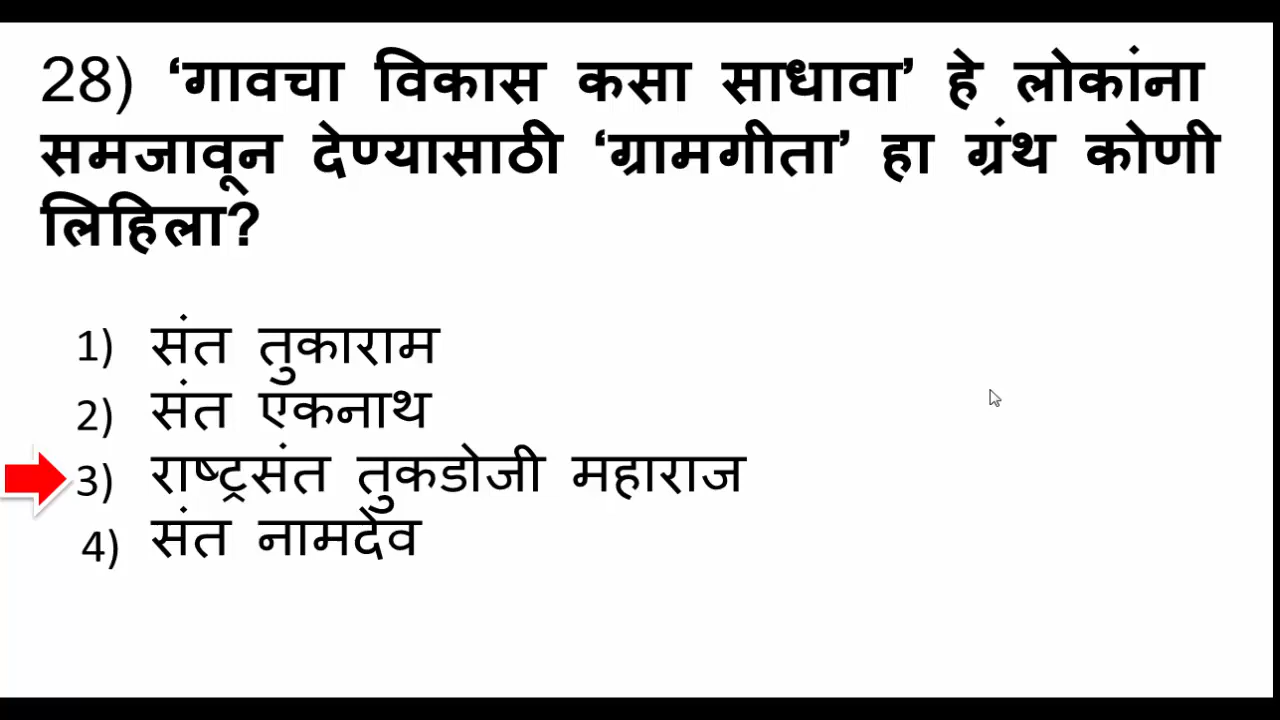 28) ‘गावचा विकास कसा साधावा’ हे लोकांना
समजावून देण्यासाठी ‘ग्रामगीता’ हा ग्रंथ कोणी
लिहिला?
1) संत तुकाराम
2) संत एकनाथ
3) राष्ट्रसंत तुकडोजी महाराज
4) संत नामदेव